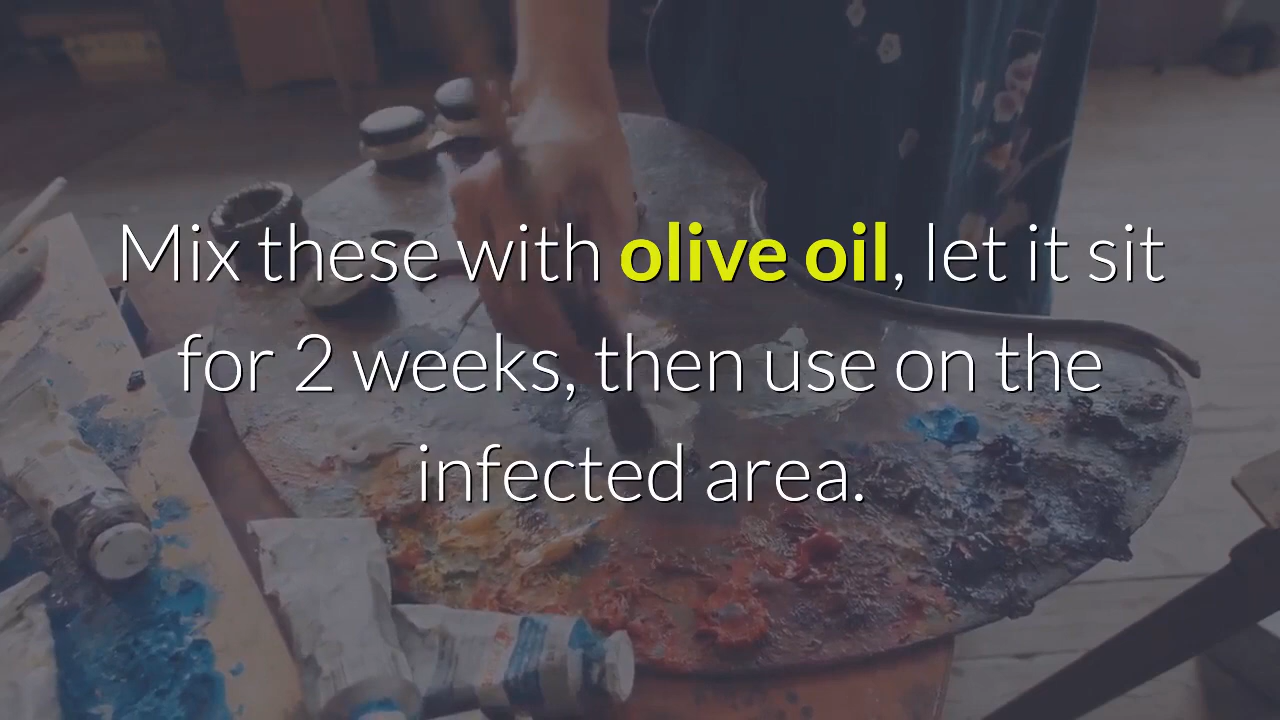 Mix these with olive oil, let it sit
for 2 weeks, then use on the
infected area.